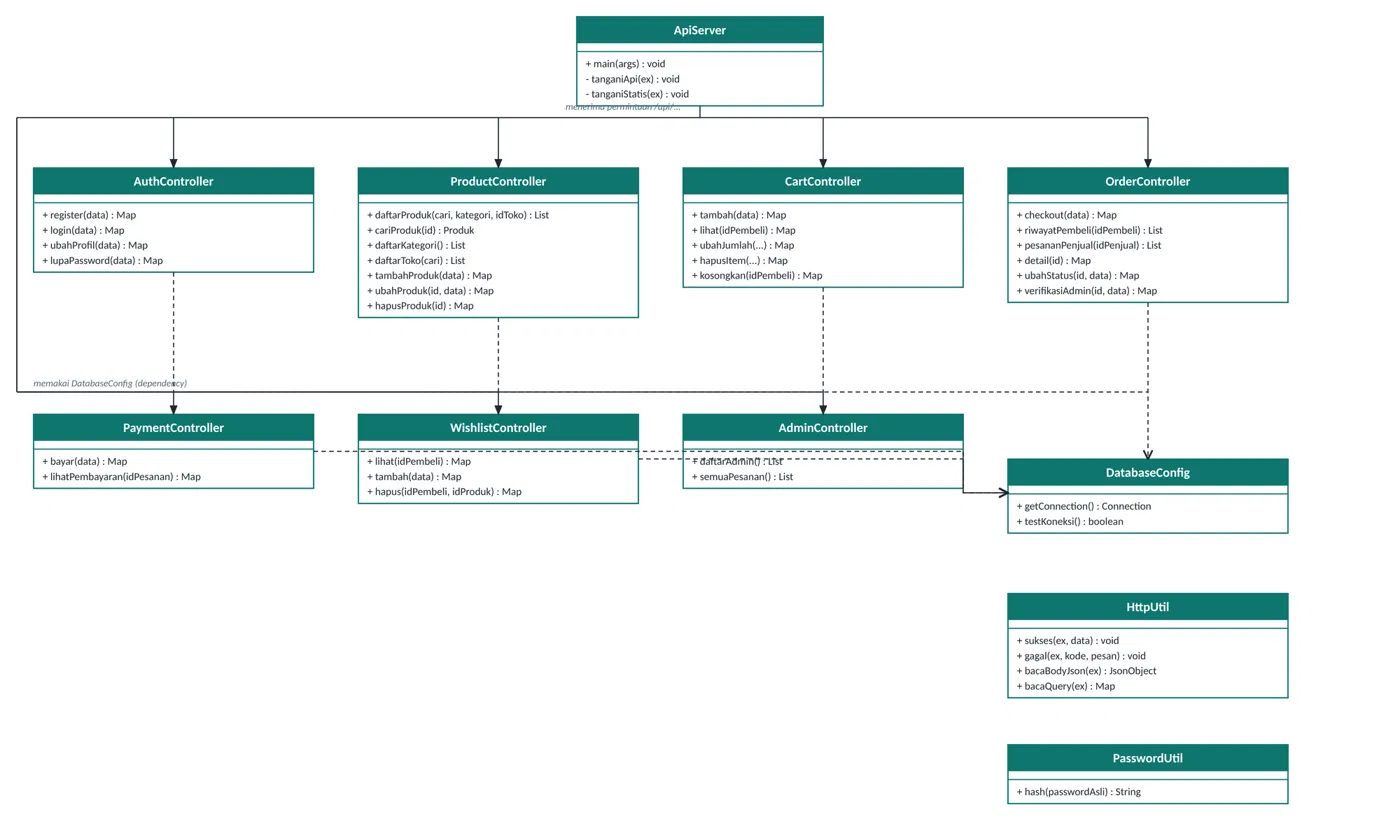 ApiServer
+ main(args) : void
- tanganiApi(ex) : void
- tanganiStatis(ex) : void
menerima permintaan /api/...
AuthController
+ register(data) : Map
+ login(data) : Map
+ ubahProfil(data) : Map
+ lupaPassword(data) : Map
ProductController
+ daftarProduk(cari, kategori, idToko) : List
+ cariProduk(id) : Produk
+ daftarKategori() : List
+ daftarToko(cari) : List
+ tambahProduk(data) : Map
+ ubahProduk(id, data) : Map
+ hapusProduk(id) : Map
CartController
+ tambah(data) : Map
+ lihat(idPembeli) : Map
+ ubahJumlah(...) : Map
+ hapusItem(...) : Map
+ kosongkan(idPembeli) : Map
OrderController
+ checkout(data) : Map
+ riwayatPembeli(idPembeli) : List
+ pesananPenjual(idPenjual) : List
+ detail(id) : Map
+ ubahStatus(id, data) : Map
+ verifikasiAdmin(id, data) : Map
memakai DatabaseConfig (dependency)
PaymentController
+ bayar(data) : Map
+ lihatPembayaran(idPesanan) : Map
WishlistController
+ lihat(idPembeli) : Map
+ tambah(data) : Map
+ hapus(idPembeli, idProduk) : Map
AdminController
+ daftarAdmin() : List
+ semuaPesanan() : List
DatabaseConfig
+ getConnection() : Connection
+ testKoneksi() : boolean
HttpUtil
+ sukses(ex, data) : void
+ gagal(ex, kode, pesan) : void
+ bacaBodyJson(ex) : JsonObject
+ bacaQuery(ex) : Map
PasswordUtil
+ hash(passwordAsli) : String